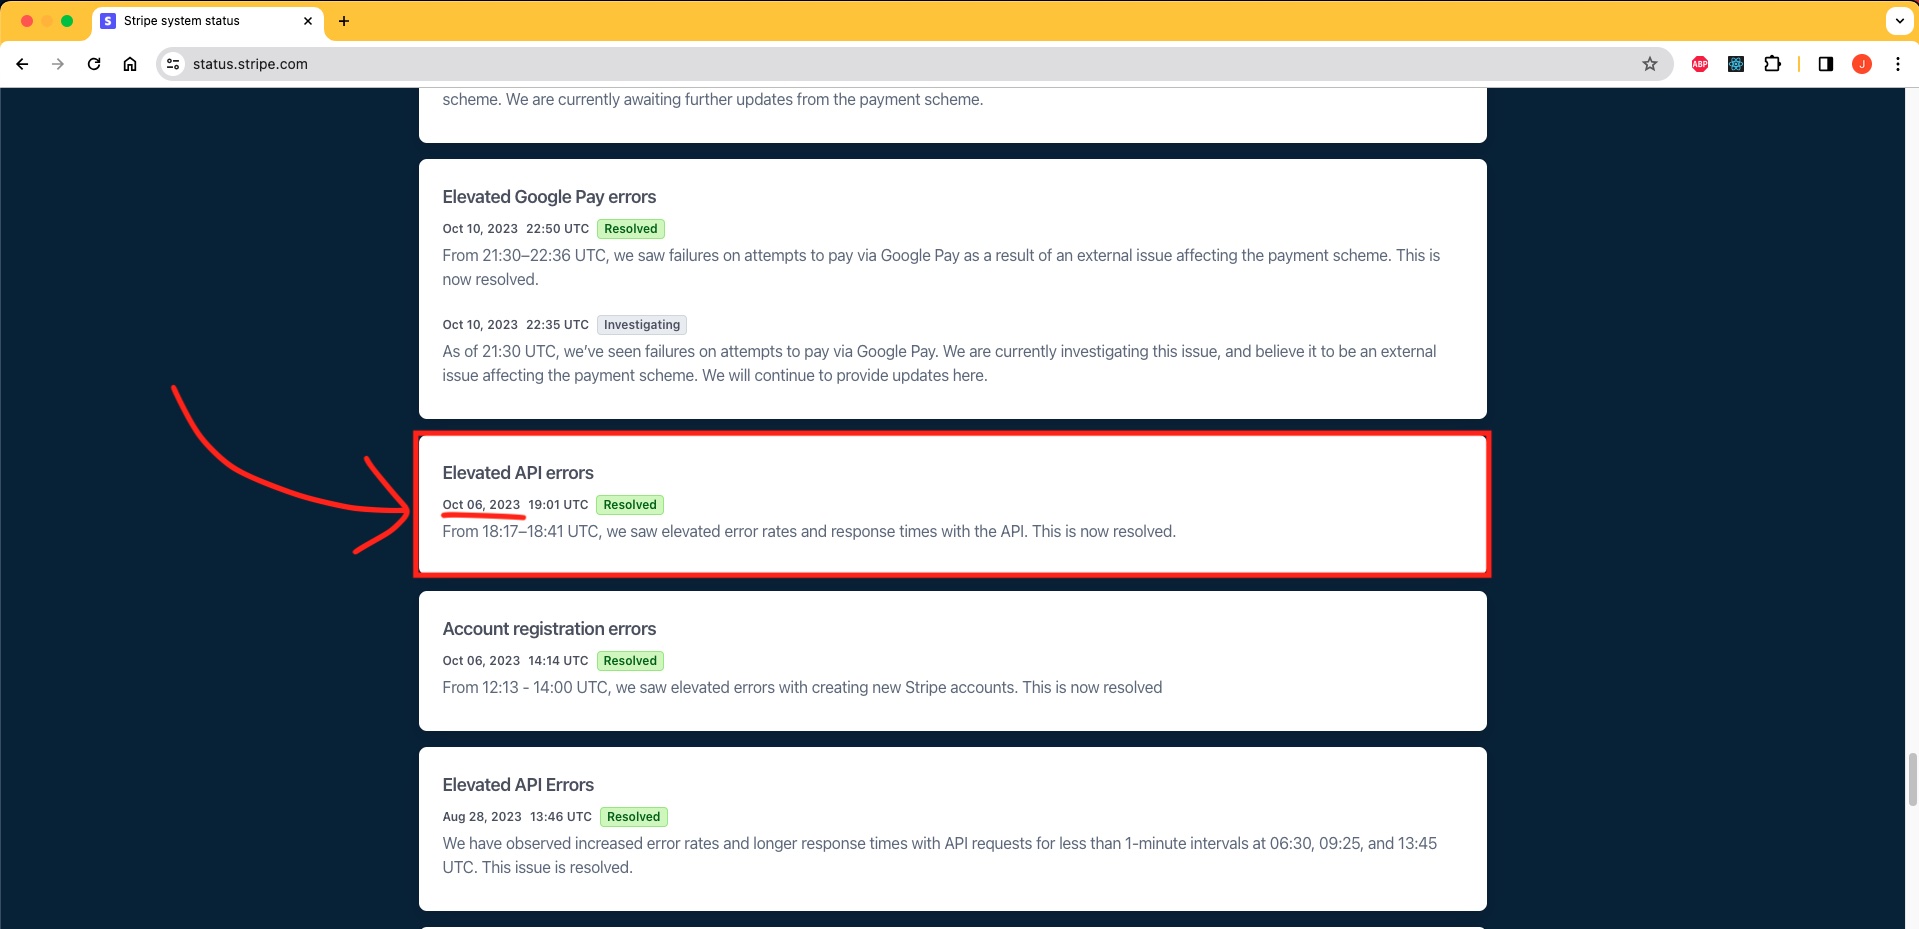 Stripe system status
status.stripe.com
ABP
J
scheme. We are currently awaiting further updates from the payment scheme.
Elevated Google Pay errors
Oct 10, 2023 22:50 UTC Resolved
From 21:30–22:36 UTC, we saw failures on attempts to pay via Google Pay as a result of an external issue affecting the payment scheme. This is
now resolved.
Oct 10, 2023 22:35 UTC Investigating
As of 21:30 UTC, we’ve seen failures on attempts to pay via Google Pay. We are currently investigating this issue, and believe it to be an external
issue affecting the payment scheme. We will continue to provide updates here.
Elevated API errors
Oct 06, 2023 19:01 UTC Resolved
From 18:17–18:41 UTC, we saw elevated error rates and response times with the API. This is now resolved.
Account registration errors
Oct 06, 2023 14:14 UTC Resolved
From 12:13 - 14:00 UTC, we saw elevated errors with creating new Stripe accounts. This is now resolved
Elevated API Errors
Aug 28, 2023 13:46 UTC Resolved
We have observed increased error rates and longer response times with API requests for less than 1-minute intervals at 06:30, 09:25, and 13:45
UTC. This issue is resolved.